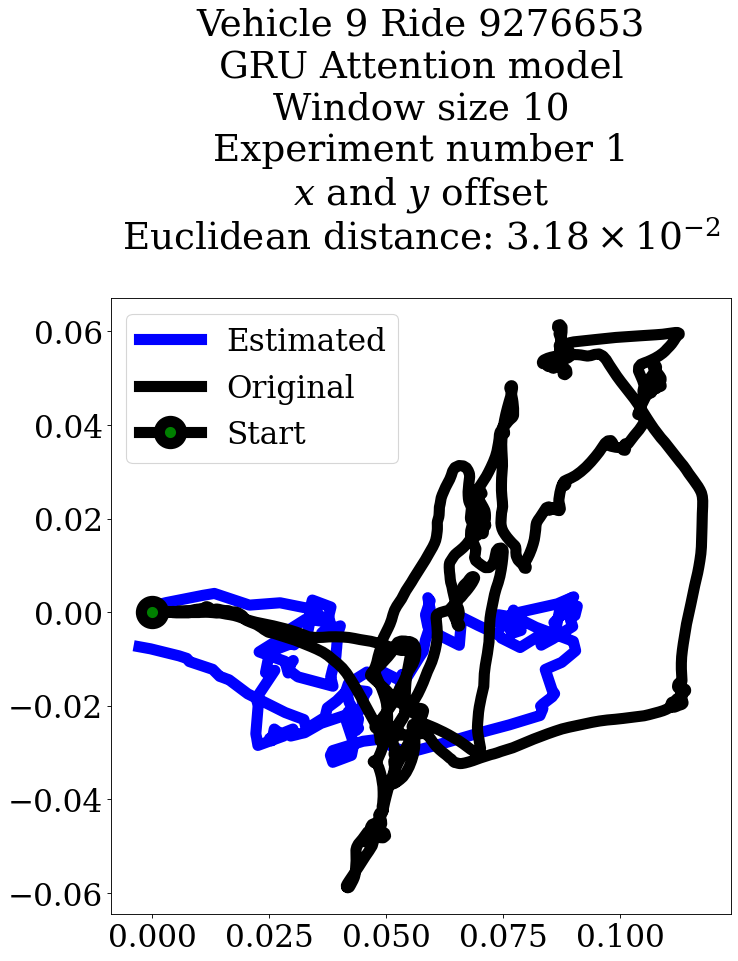 Vehicle 9 Ride 9276653
GRU Attention model
Window size 10
Experiment number 1
x and y offset
Euclidean distance: 3.18 × 10⁻²
Estimated
Original
Start
0.06
0.04
0.02
0.00
−0.02
−0.04
−0.06
0.000 0.025 0.050 0.075 0.100